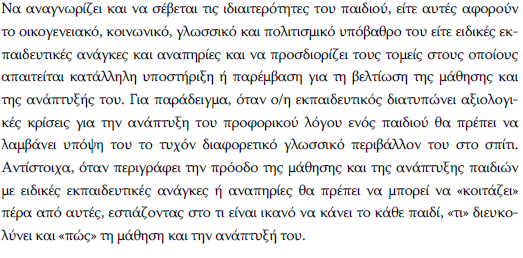 Να αναγνωρίζει και να σέβεται τις ιδιαιτερότητες του παιδιού, είτε αυτές αφορούν
το οικογενειακό, κοινωνικό, γλωσσικό και πολιτισμικό υπόβαθρο του είτε ειδικές εκ-
παιδευτικές ανάγκες και αναπηρίες και να προσδιορίζει τους τομείς στους οποίους
απαιτείται κατάλληλη υποστήριξη ή παρέμβαση για τη βελτίωση της μάθησης και
της ανάπτυξής του. Για παράδειγμα, όταν ο/η εκπαιδευτικός διατυπώνει αξιολογι-
κές κρίσεις για την ανάπτυξη του προφορικού λόγου ενός παιδιού θα πρέπει να
λαμβάνει υπόψη του το τυχόν διαφορετικό γλωσσικό περιβάλλον του στο σπίτι.
Αντίστοιχα, όταν περιγράφει την πρόοδο της μάθησης και της ανάπτυξης παιδιών
με ειδικές εκπαιδευτικές ανάγκες ή αναπηρίες θα πρέπει να μπορεί να «κοιτάζει»
πέρα από αυτές, εστιάζοντας στο τι είναι ικανό να κάνει το κάθε παιδί, «τι» διευκο-
λύνει και «πώς» τη μάθηση και την ανάπτυξή του.